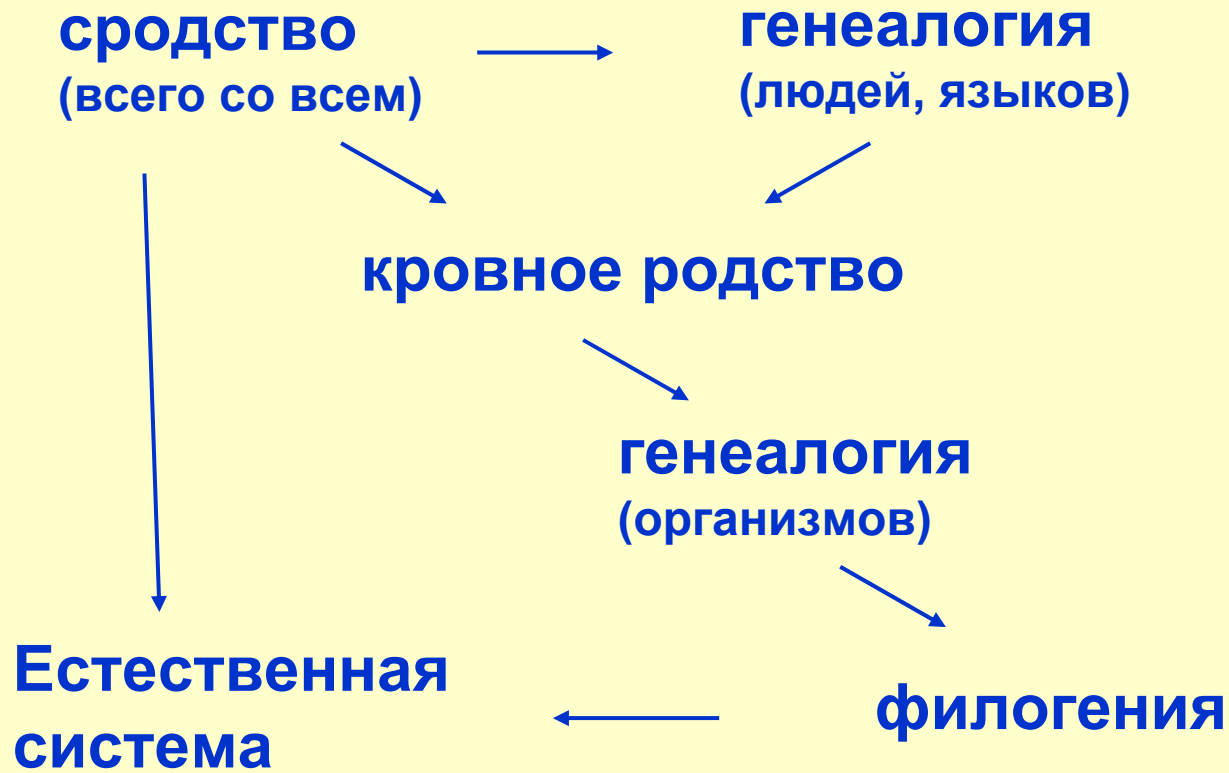 сродство
(всего со всем)
генеалогия
(людей, языков)
кровное родство
генеалогия
(организмов)
Естественная
система
филогения